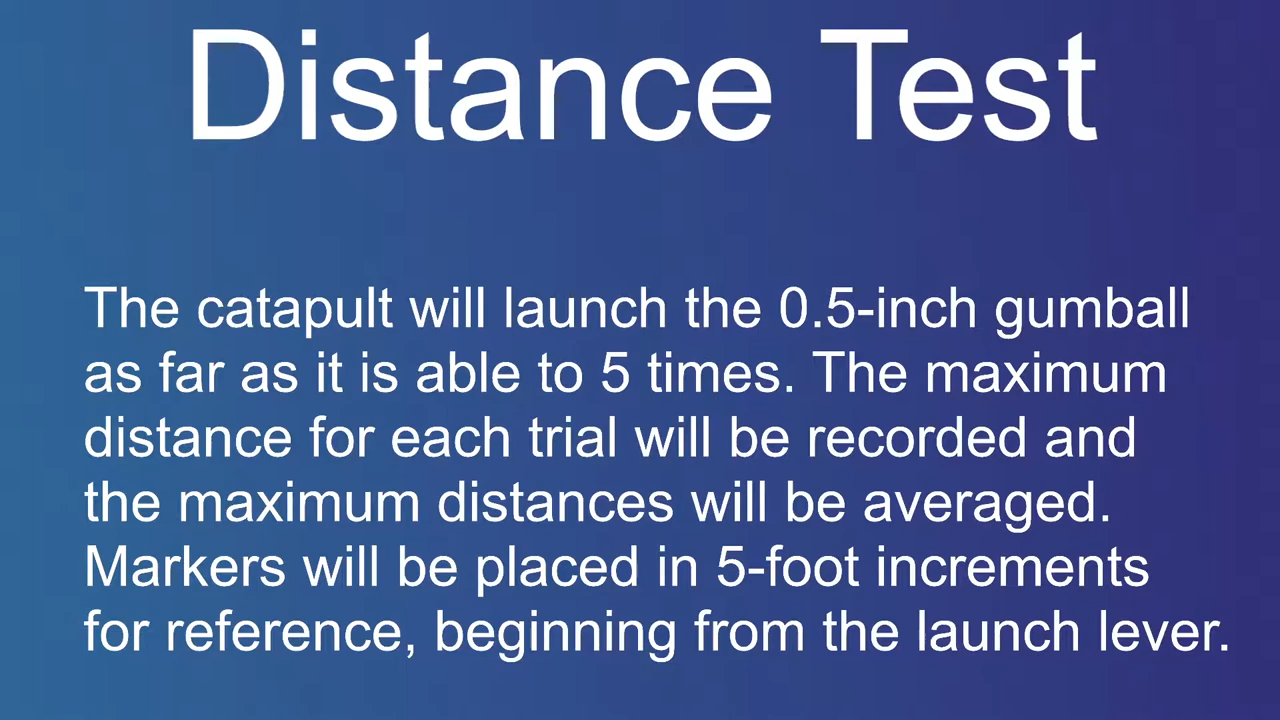 Distance Test
The catapult will launch the 0.5-inch gumball
as far as it is able to 5 times. The maximum
distance for each trial will be recorded and
the maximum distances will be averaged.
Markers will be placed in 5-foot increments
for reference, beginning from the launch lever.